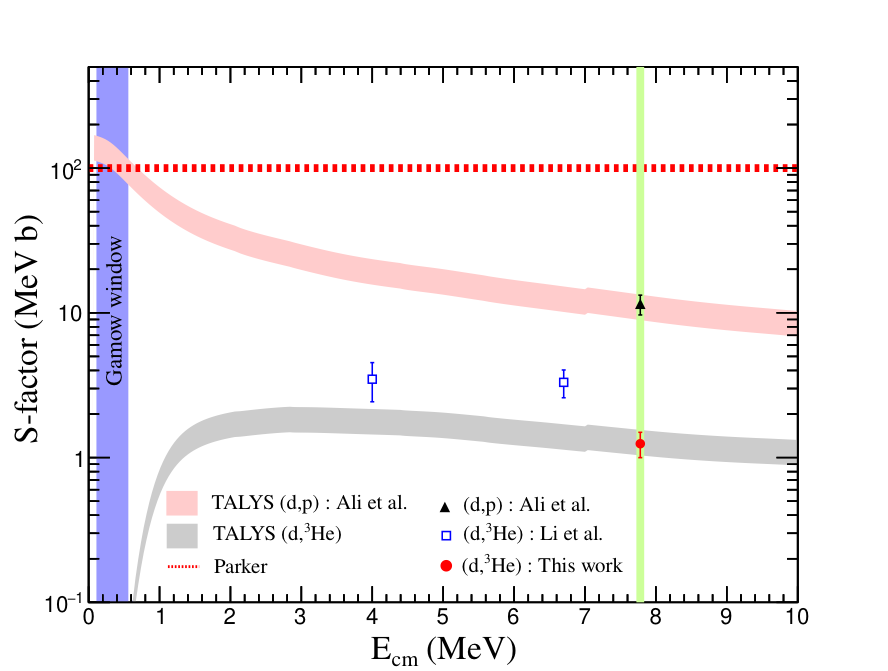 10²
10
1
10⁻¹
S-factor (MeV b)
Gamow window
TALYS (d,p) : Ali et al.
TALYS (d,³He)
Parker
(d,p) : Ali et al.
(d,³He) : Li et al.
(d,³He) : This work
0 1 2 3 4 5 6 7 8 9 10
E_cm (MeV)